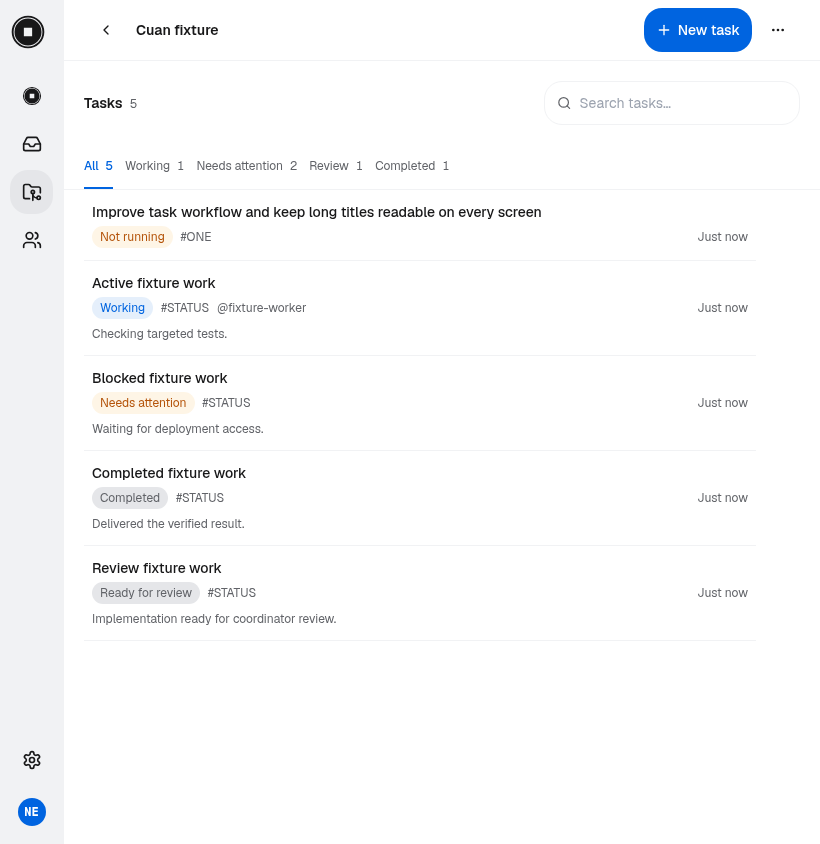 Cuan fixture
New task
Tasks 5
Search tasks...
All 5 Working 1 Needs attention 2 Review 1 Completed 1
Improve task workflow and keep long titles readable on every screen
Not running #ONE Just now
Active fixture work
Working #STATUS @fixture-worker Just now
Checking targeted tests.
Blocked fixture work
Needs attention #STATUS Just now
Waiting for deployment access.
Completed fixture work
Completed #STATUS Just now
Delivered the verified result.
Review fixture work
Ready for review #STATUS Just now
Implementation ready for coordinator review.
NE